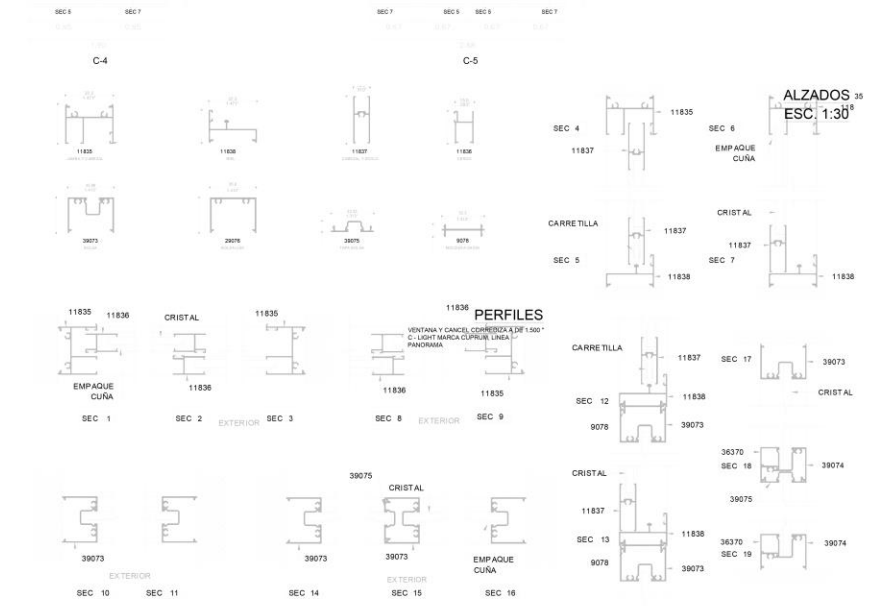 SEC 6
SEC 7
SEC 7
SEC 5
SEC 6
SEC 7
C-4
C-5
ALZADOS
ESC. 1:30
35
118
11835
11836
11837
11836
39073
29076
39075
9076
SEC 4
11835
11837
SEC 6
EMPAQUE
CUÑA
CARRETILLA
11837
SEC 5
11838
CRISTAL
11837
SEC 7
11838
11835
11836
CRISTAL
11835
11836
PERFILES
VENTANA Y CANCEL CORREDIZA A DE 1.500 "
C - LIGHT MARCA CUPRUM, LINEA
PANORAMA
EMPAQUE
CUÑA
11836
11836
11835
SEC 1
SEC 2
EXTERIOR
SEC 3
SEC 8
EXTERIOR
SEC 9
CARRETILLA
11837
SEC 12
11838
9078
39073
SEC 17
39073
CRISTAL
36370
SEC 18
39074
39075
CRISTAL
11837
SEC 13
11838
9078
39073
36370
SEC 19
39074
39075
CRISTAL
39073
39073
39073
39073
EMPAQUE
CUÑA
EXTERIOR
EXTERIOR
SEC 10
SEC 11
SEC 14
SEC 15
SEC 16